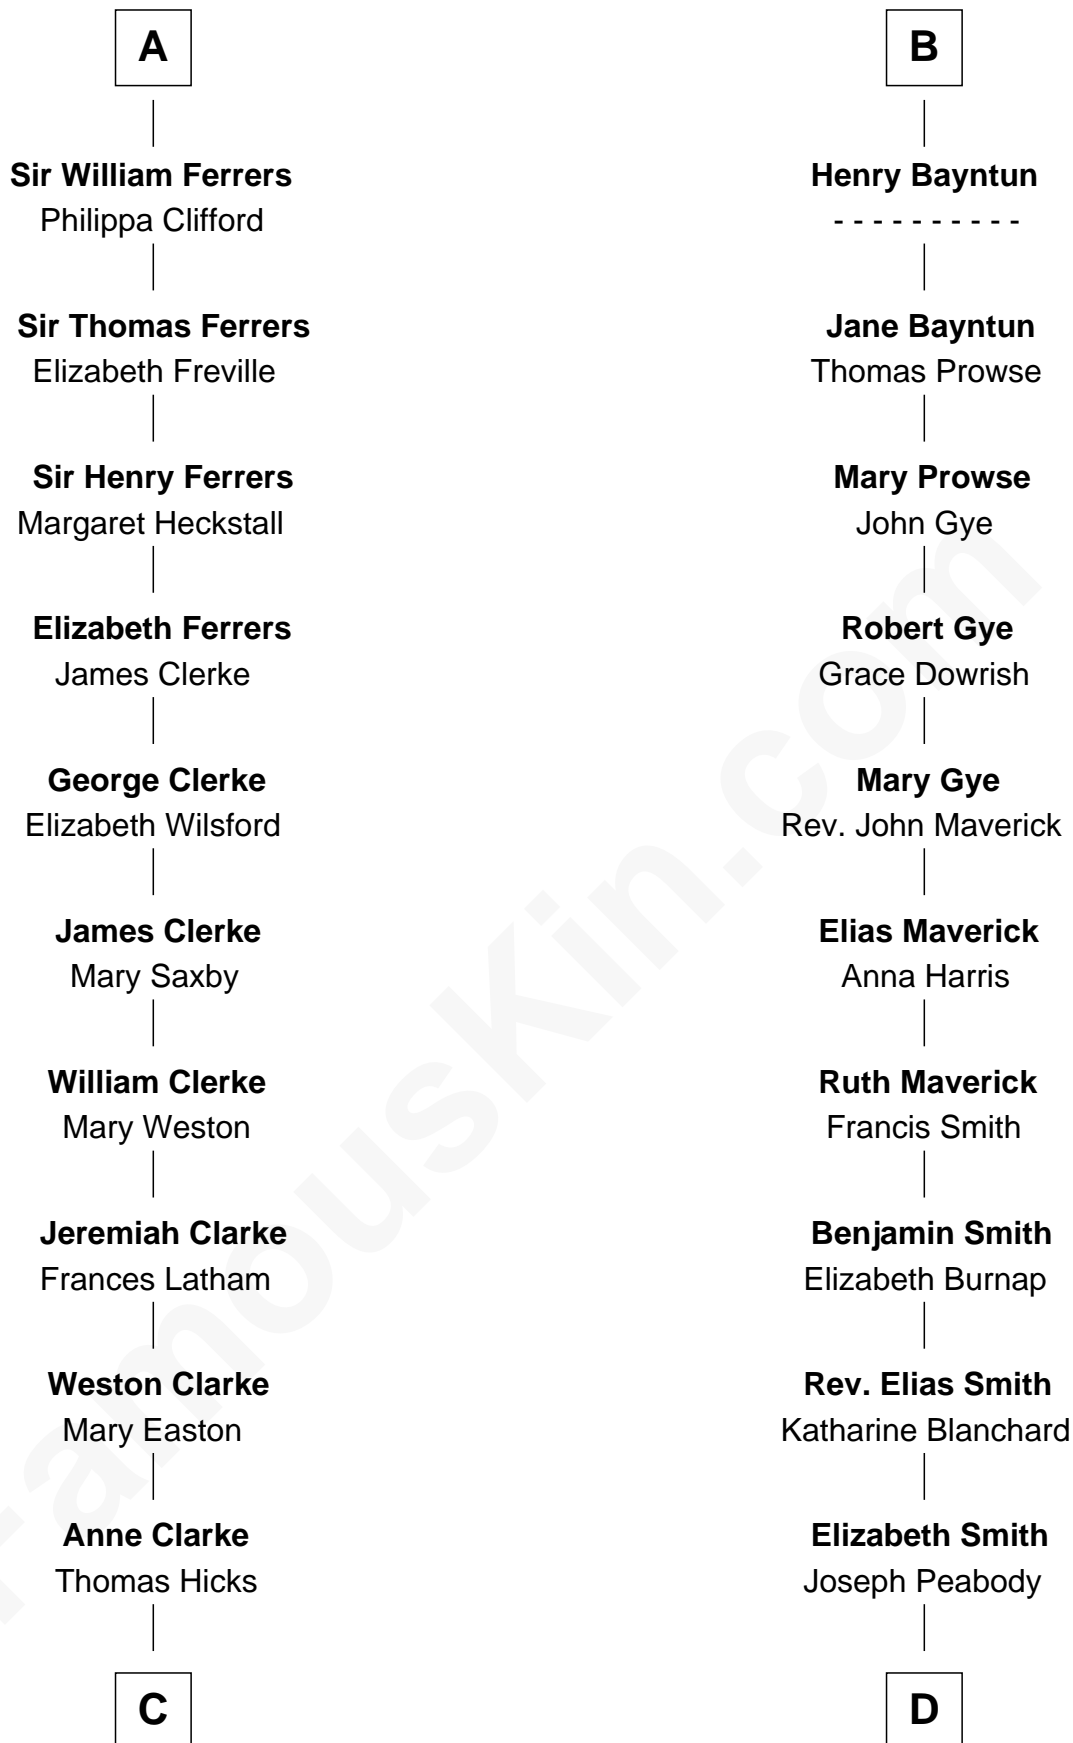 A
Sir William Ferrers
Philippa Clifford
Sir Thomas Ferrers
Elizabeth Freville
Sir Henry Ferrers
Margaret Heckstall
Elizabeth Ferrers
James Clerke
George Clerke
Elizabeth Wilsford
James Clerke
Mary Saxby
William Clerke
Mary Weston
Jeremiah Clarke
Frances Latham
Weston Clarke
Mary Easton
Anne Clarke
Thomas Hicks
C
B
Henry Bayntun
- - - - - - - - - -
Jane Bayntun
Thomas Prowse
Mary Prowse
John Gye
Robert Gye
Grace Dowrish
Mary Gye
Rev. John Maverick
Elias Maverick
Anna Harris
Ruth Maverick
Francis Smith
Benjamin Smith
Elizabeth Burnap
Rev. Elias Smith
Katharine Blanchard
Elizabeth Smith
Joseph Peabody
D
FamousKin.com